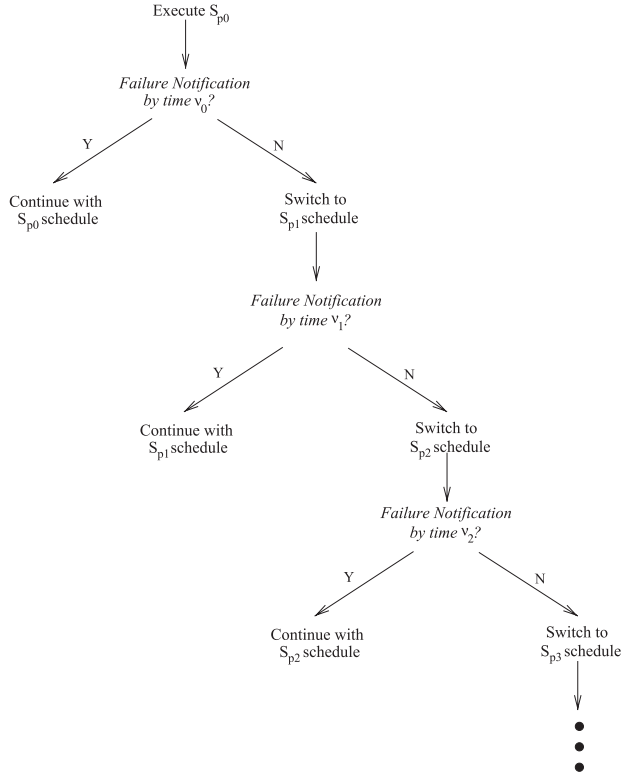 Execute S_p0
Failure Notification
by time ν_0?
Y
N
Continue with
S_p0 schedule
Switch to
S_p1 schedule
Failure Notification
by time ν_1?
Y
N
Continue with
S_p1 schedule
Switch to
S_p2 schedule
Failure Notification
by time ν_2?
Y
N
Continue with
S_p2 schedule
Switch to
S_p3 schedule